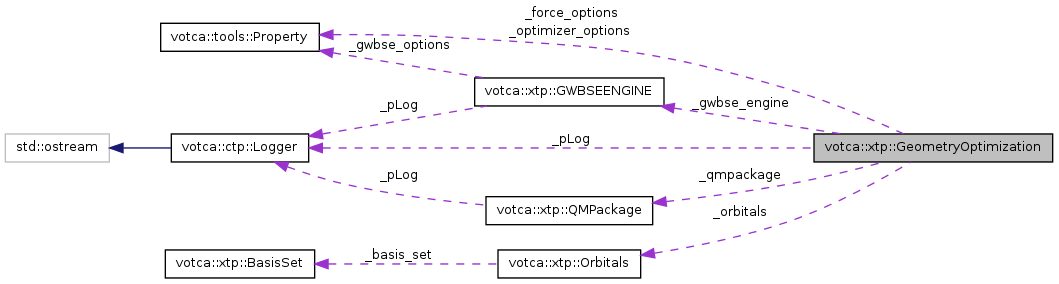 _force_options
_optimizer_options
votca::tools::Property
_gwbse_options
votca::xtp::GWBSEENGINE
_gwbse_engine
_pLog
_pLog
std::ostream
votca::ctp::Logger
votca::xtp::GeometryOptimization
_pLog
_qmpackage
votca::xtp::QMPackage
_orbitals
_basis_set
votca::xtp::BasisSet
votca::xtp::Orbitals